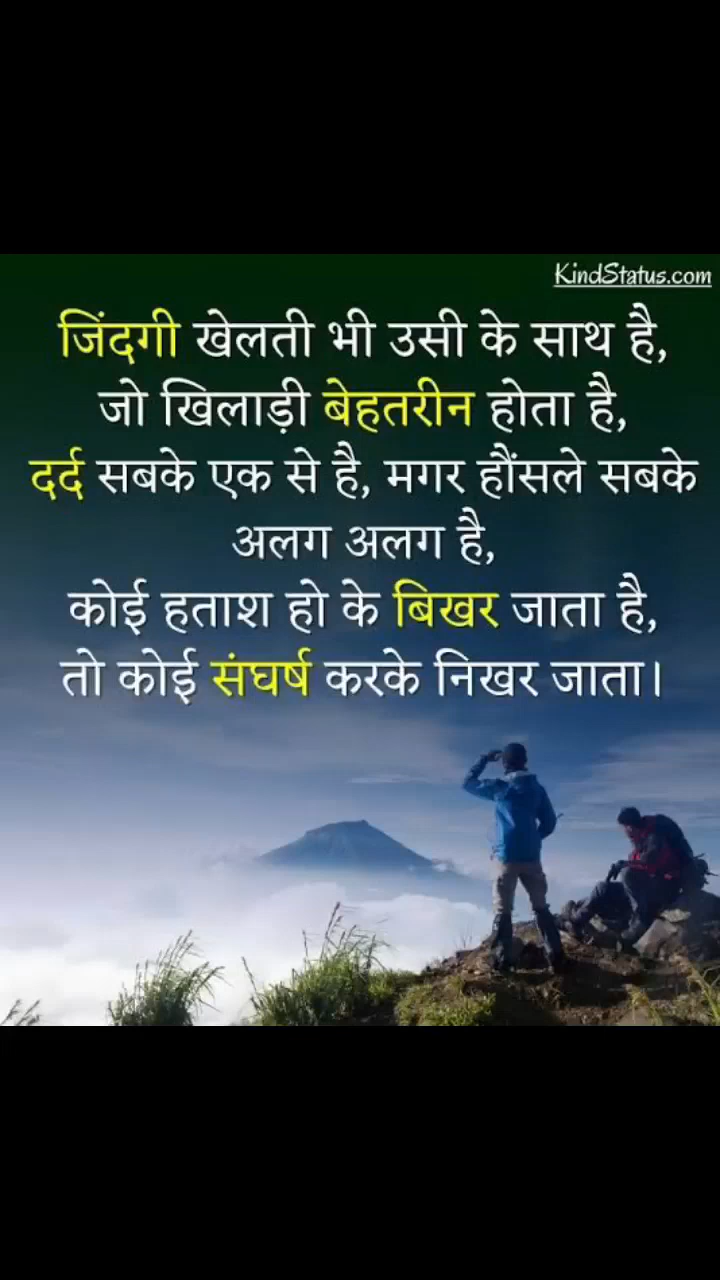 KindStatus.com
जिंदगी खेलती भी उसी के साथ है,
जो खिलाड़ी बेहतरीन होता है,
दर्द सबके एक से है, मगर हौंसले सबके
अलग अलग है,
कोई हताश हो के बिखर जाता है,
तो कोई संघर्ष करके निखर जाता।